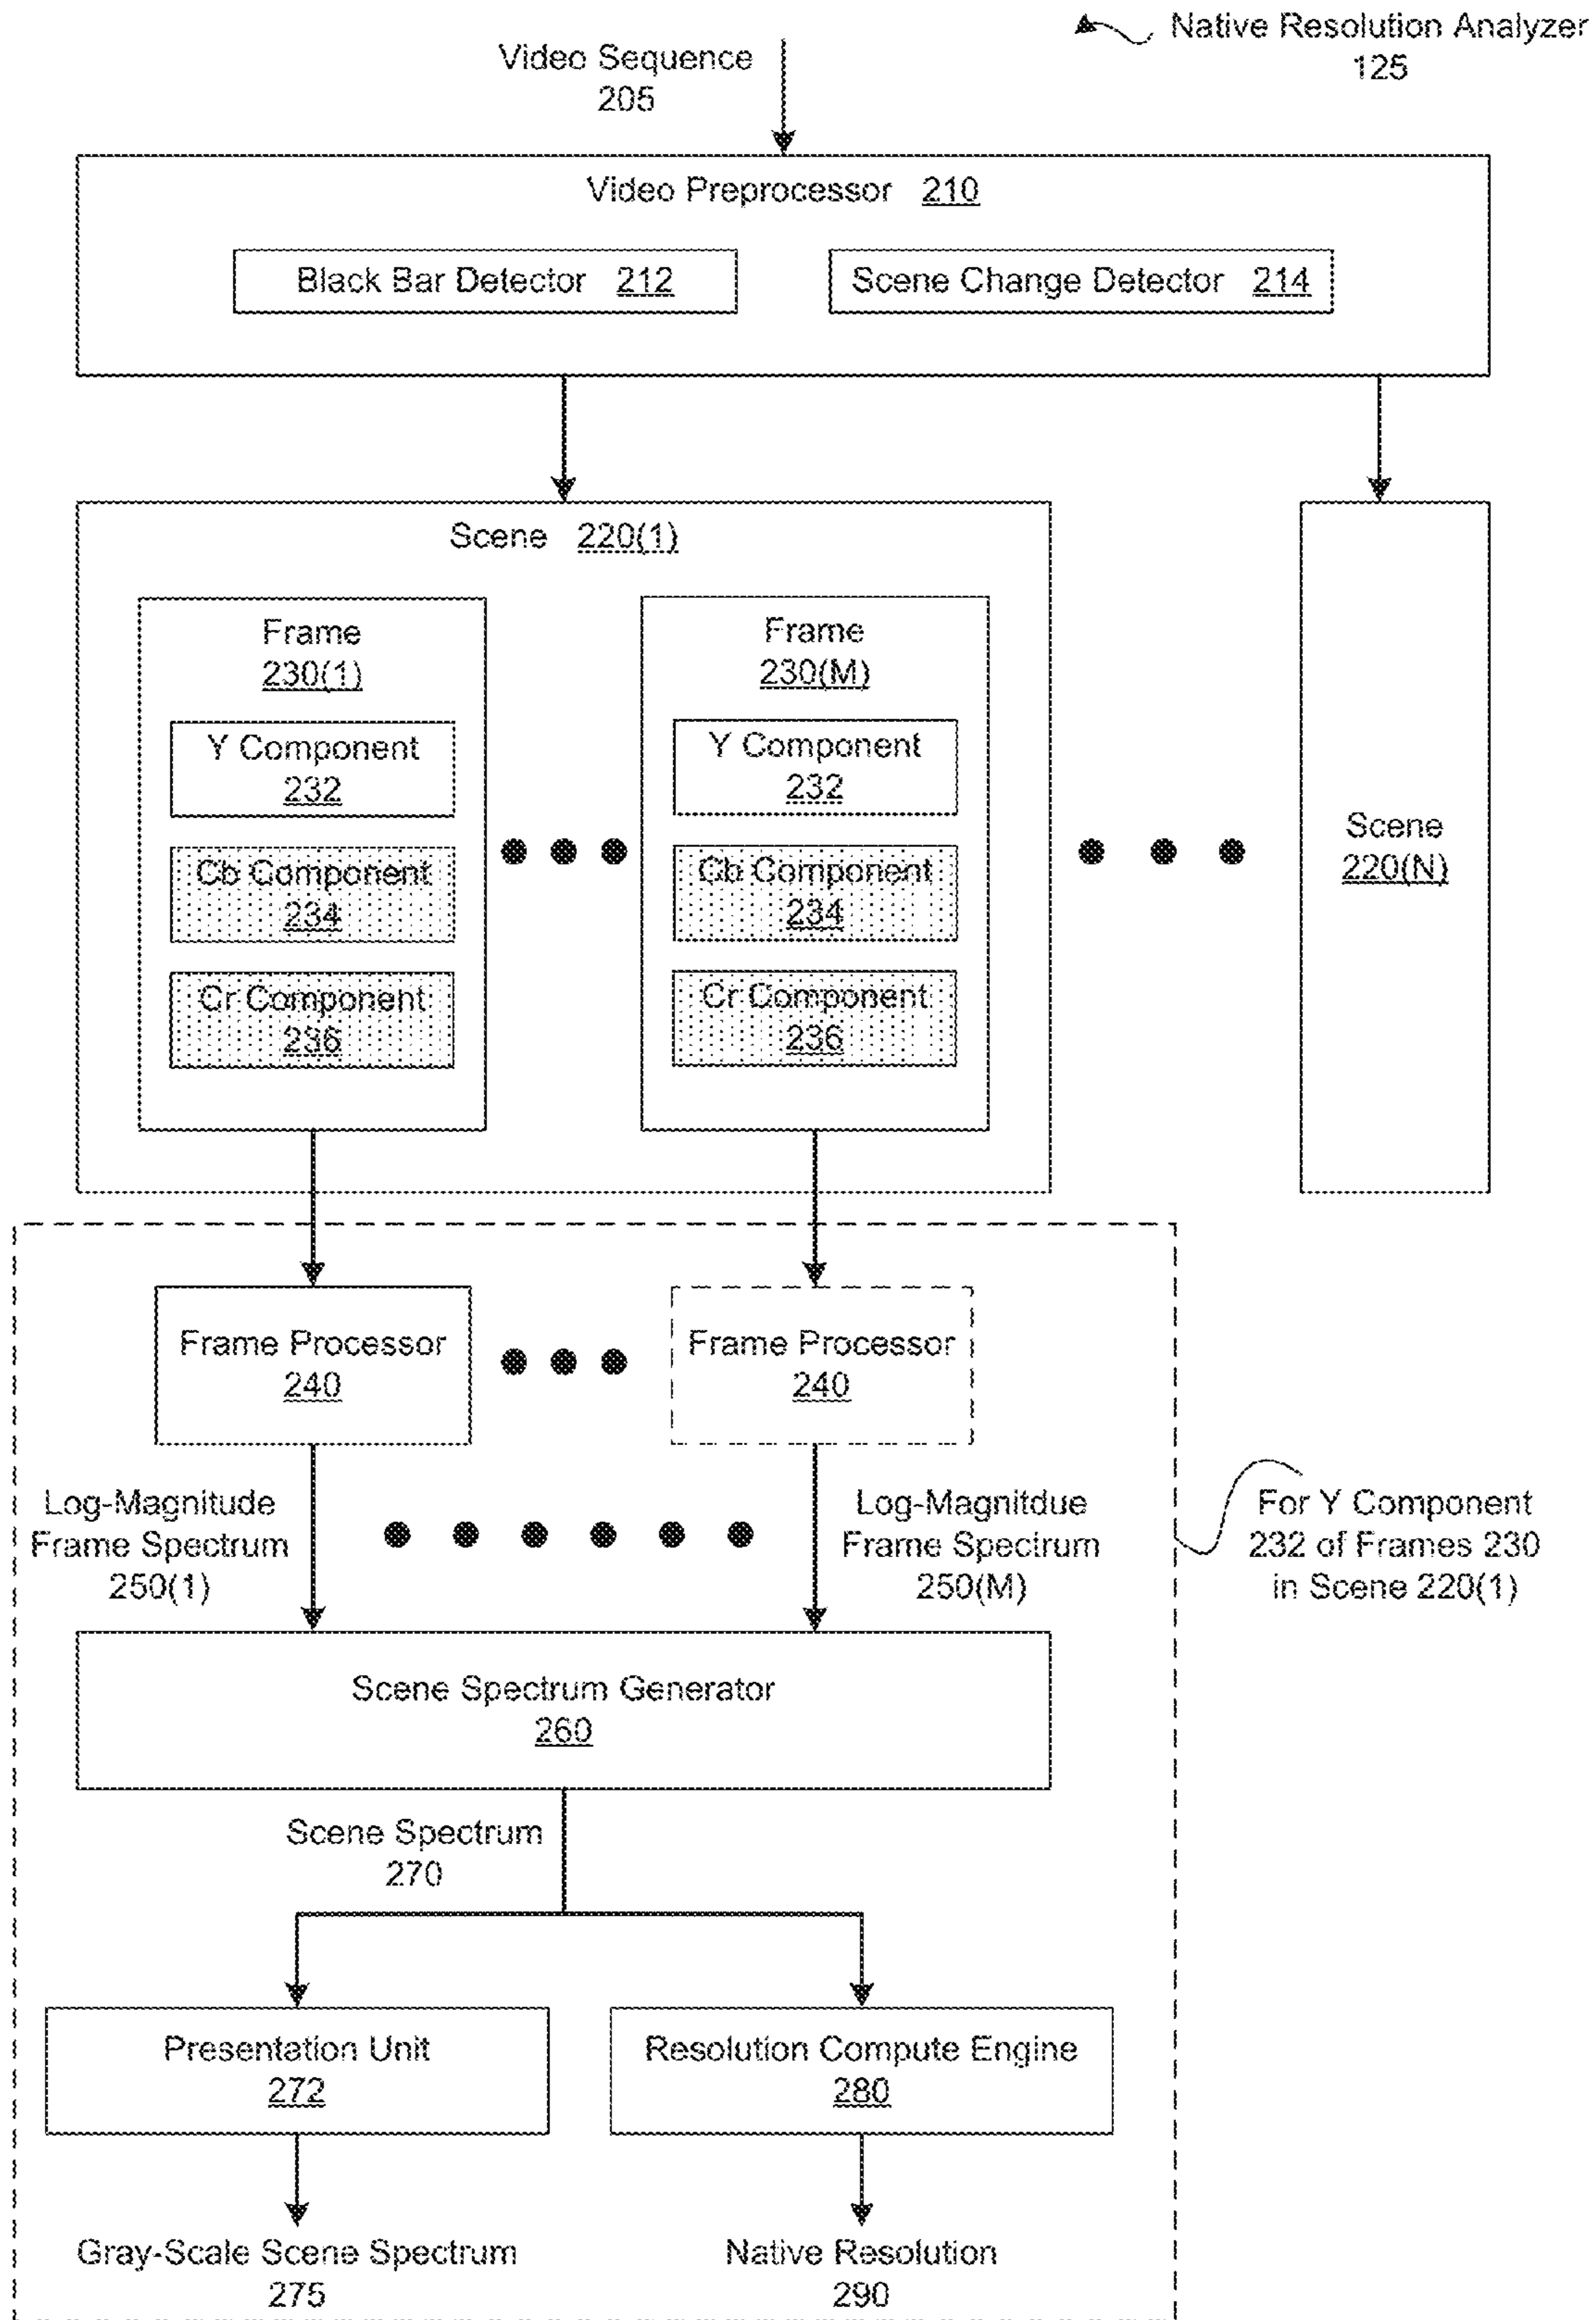 Native Resolution Analyzer
125
Video Sequence
205
Video Preprocessor 210
Black Bar Detector 212
Scene Change Detector 214
Scene 220(1)
Frame
230(1)
Y Component
232
Cb Component
234
Cr Component
236
Frame
230(M)
Y Component
232
Cb Component
234
Cr Component
236
Scene
220(N)
Frame Processor
240
Frame Processor
240
Log-Magnitude
Frame Spectrum
250(1)
Log-Magnitdue
Frame Spectrum
250(M)
For Y Component
232 of Frames 230
in Scene 220(1)
Scene Spectrum Generator
260
Scene Spectrum
270
Presentation Unit
272
Resolution Compute Engine
280
Gray-Scale Scene Spectrum
275
Native Resolution
290